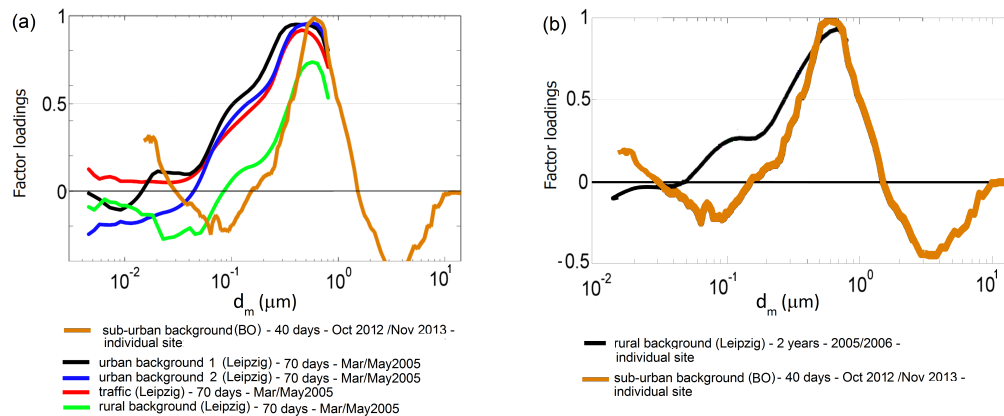 (a)
Factor loadings
1
0.5
0
10⁻²
10⁻¹
10⁰
10¹
d_m (μm)
sub-urban background (BO) - 40 days - Oct 2012 /Nov 2013 -
individual site
urban background 1 (Leipzig) - 70 days - Mar/May2005
urban background 2 (Leipzig) - 70 days - Mar/May2005
traffic (Leipzig) - 70 days - Mar/May2005
rural background (Leipzig) - 70 days - Mar/May2005
(b)
Factor loadings
1
0.5
0
-0.5
10⁻²
10⁻¹
10⁰
10¹
d_m (μm)
rural background (Leipzig) - 2 years - 2005/2006 -
individual site
sub-urban background (BO) - 40 days - Oct 2012 /Nov 2013 -
individual site